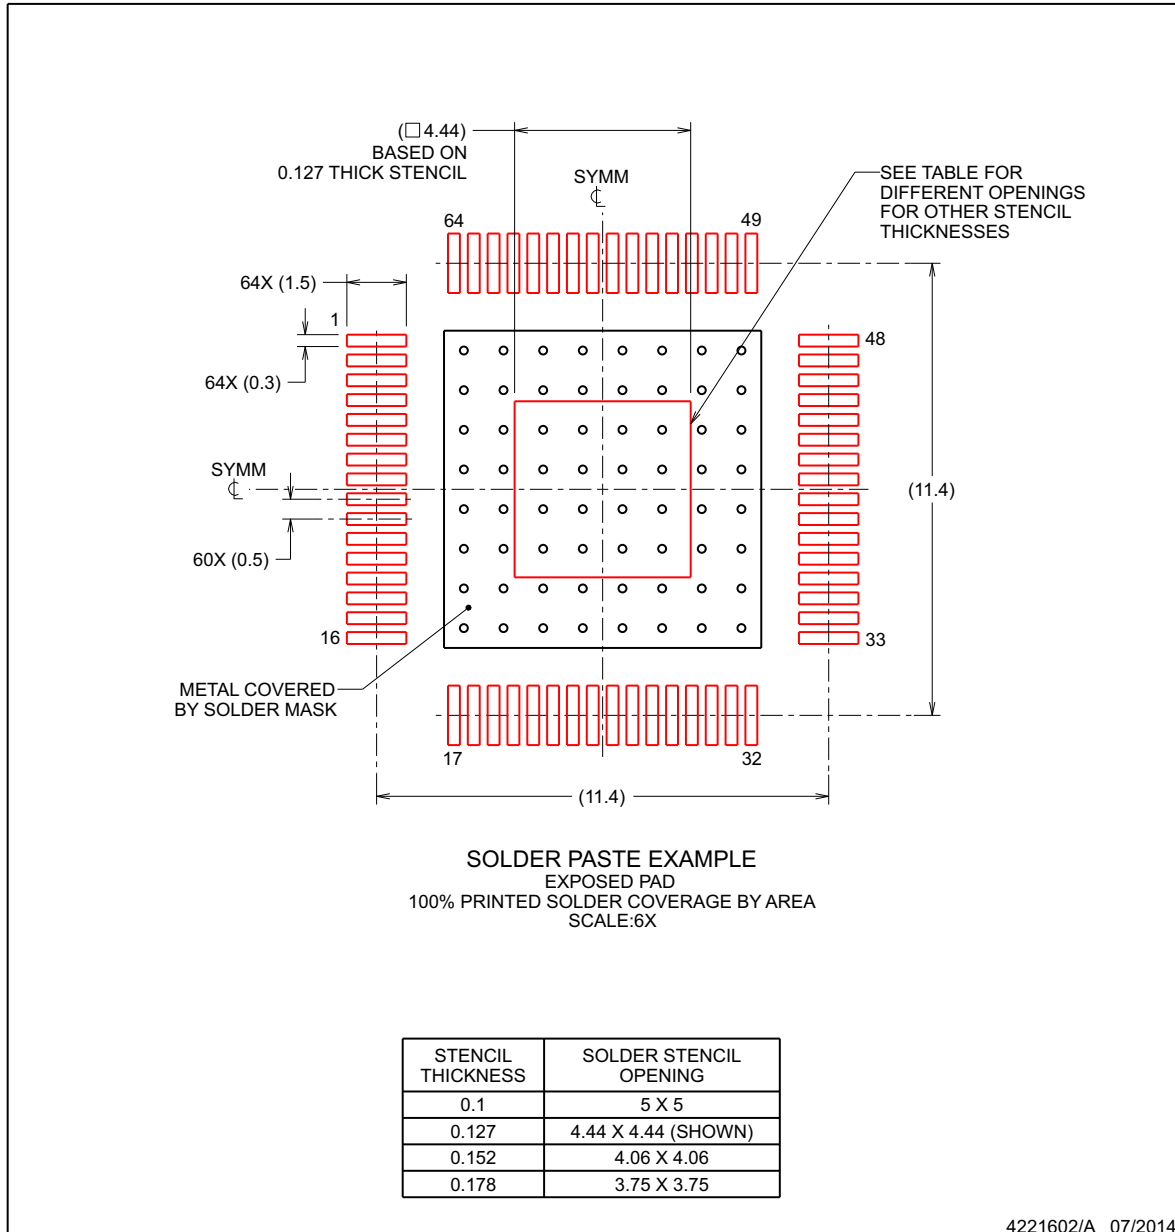 (□ 4.44)
BASED ON
0.127 THICK STENCIL
SYMM
℄
SEE TABLE FOR
DIFFERENT OPENINGS
FOR OTHER STENCIL
THICKNESSES
64
49
64X (1.5)
1
48
64X (0.3)
SYMM
℄
(11.4)
60X (0.5)
16
33
METAL COVERED
BY SOLDER MASK
17
32
(11.4)
SOLDER PASTE EXAMPLE
EXPOSED PAD
100% PRINTED SOLDER COVERAGE BY AREA
SCALE:6X
STENCIL THICKNESS
SOLDER STENCIL OPENING
0.1
5 X 5
0.127
4.44 X 4.44 (SHOWN)
0.152
4.06 X 4.06
0.178
3.75 X 3.75
4221602/A 07/2014